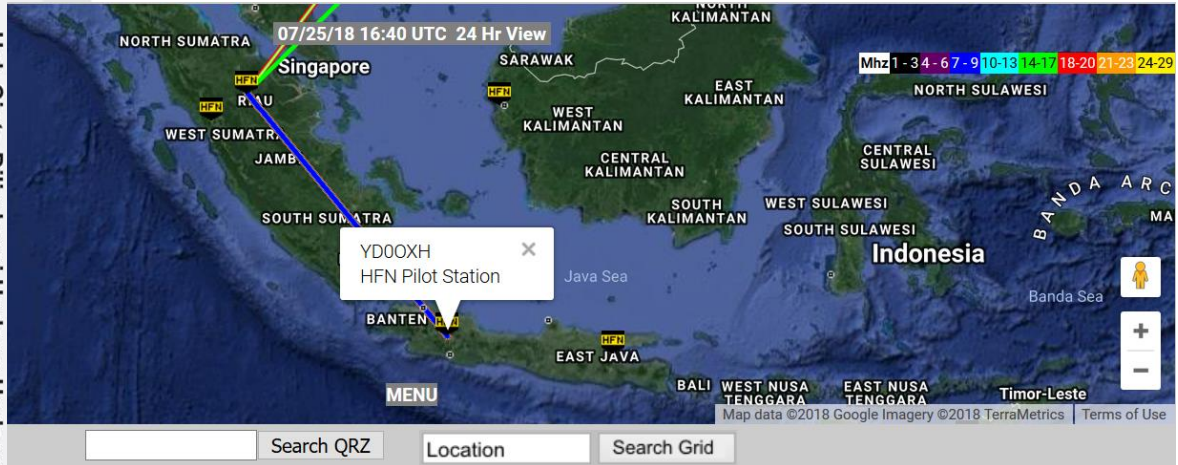 NORTH
KALIMANTAN
NORTH SUMATRA
07/25/18 16:40 UTC 24 Hr View
Singapore
SARAWAK
Mhz 1 - 3 4 - 6 7 - 9 10-13 14-17 18-20 21-23 24-29
HFN
HFN
RIAU
HFN
EAST
KALIMANTAN
NORTH SULAWESI
WEST
KALIMANTAN
WEST SUMATRA
JAMBI
CENTRAL
KALIMANTAN
CENTRAL
SULAWESI
BANDA ARC
SOUTH SUMATRA
SOUTH
KALIMANTAN
WEST SULAWESI
MA
SOUTH SULAWESI
YD0OXH ×
HFN Pilot Station
Indonesia
Java Sea
Banda Sea
BANTEN
HFN
HFN
EAST JAVA
+
−
MENU
BALI
WEST NUSA
TENGGARA
EAST NUSA
TENGGARA
Timor-Leste
Map data ©2018 Google Imagery ©2018 TerraMetrics Terms of Use
Search QRZ
Location
Search Grid